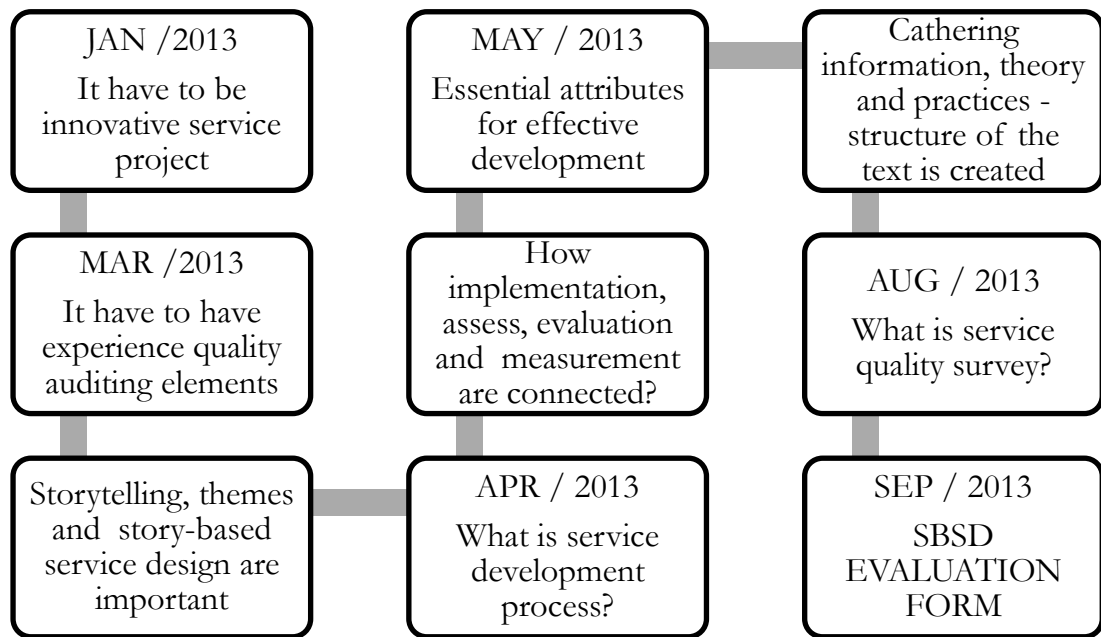 JAN /2013
It have to be
innovative service
project
MAR /2013
It have to have
experience quality
auditing elements
Storytelling, themes
and story-based
service design are
important
APR / 2013
What is service
development
process?
How
implementation,
assess, evaluation
and measurement
are connected?
MAY / 2013
Essential attributes
for effective
development
Cathering
information, theory
and practices -
structure of the
text is created
AUG / 2013
What is service
quality survey?
SEP / 2013
SBSD
EVALUATION
FORM